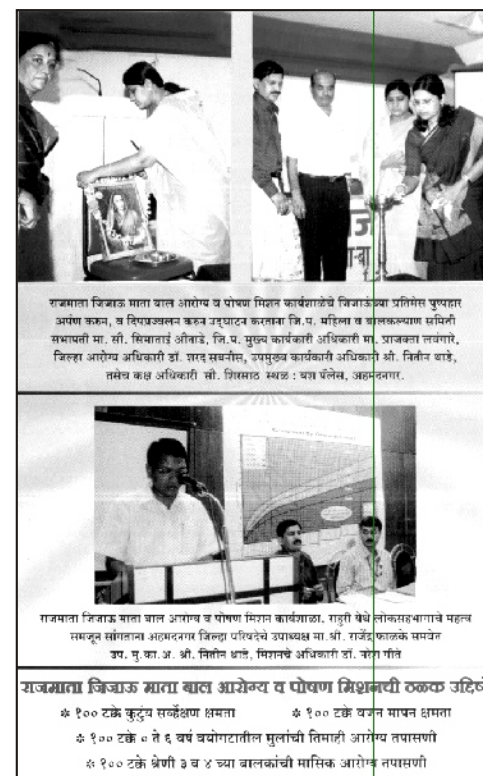 राजमाता जिजाऊ माता बाल आरोग्य व पोषण मिशन कार्यशाळेचे जिजाऊंच्या प्रतिमेस पुष्पहार
अर्पण करुन, व दिपप्रज्वलन करुन उद्घाटन करताना जि.प. महिला व बालकल्याण समिती
सभापती मा. सौ. सिमाताई औताडे, जि.प. मुख्य कार्यकारी अधिकारी मा. प्राजक्ता लवंगारे,
जिल्हा आरोग्य अधिकारी डॉ. शरद सबनीस, उपमुख्य कार्यकारी अधिकारी श्री. नितीन थाडे,
तसेच कक्ष अधिकारी सौ. शिरसाठ स्थळ : यश पॅलेस, अहमदनगर.
राजमाता जिजाऊ माता बाल आरोग्य व पोषण मिशन कार्यशाळा, राहुरी येथे लोकसहभागाचे महत्व
समजून सांगताना अहमदनगर जिल्हा परिषदेचे उपाध्यक्ष मा.श्री. राजेंद्र फाळके समवेत
उप. मु.का.अ. श्री. नितीन थाडे, मिशनचे अधिकारी डॉ. नरेश गीते
राजमाता जिजाऊ माता बाल आरोग्य व पोषण मिशनची ठळक उद्दिष्
* १०० टक्के कुटुंब सर्व्हेक्षण क्षमता * १०० टक्के वजन मापन क्षमता
* १०० टक्के ० ते ६ वर्ष वयोगटातील मुलांची तिमाही आरोग्य तपासणी
* १०० टक्के श्रेणी ३ व ४ च्या बालकांची मासिक आरोग्य तपासणी